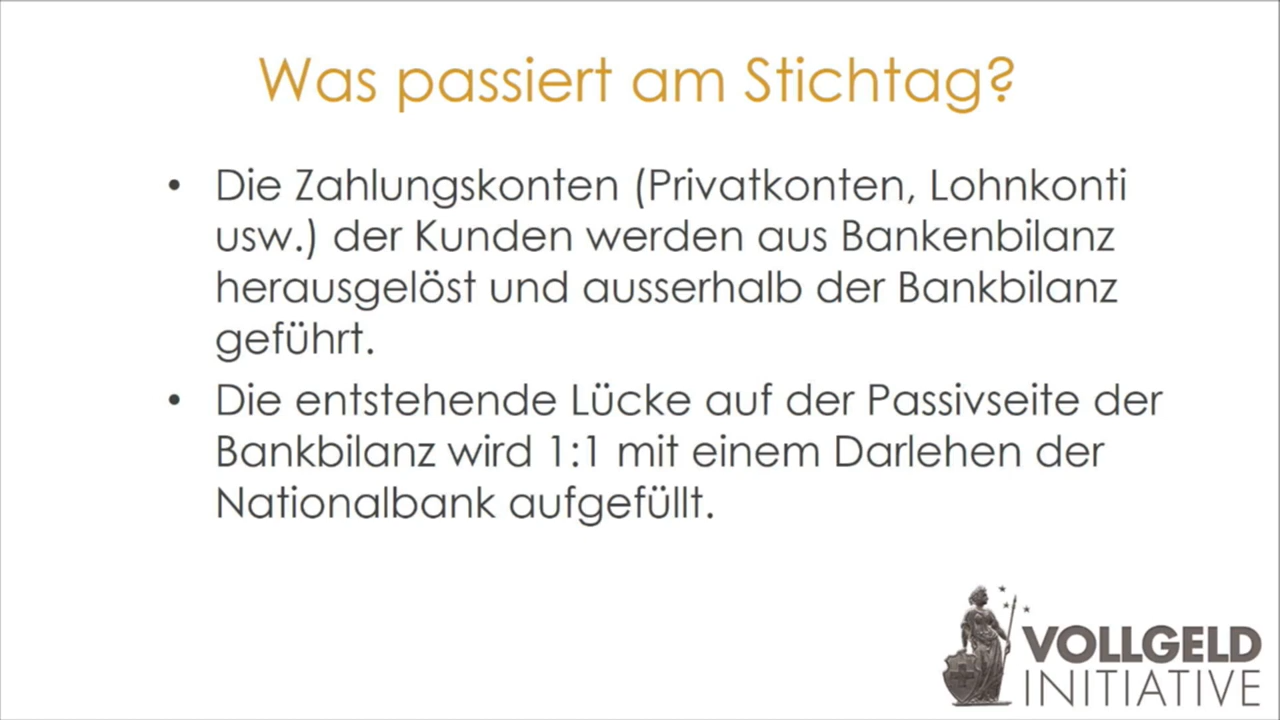 Was passiert am Stichtag?
• Die Zahlungskonten (Privatkonten, Lohnkonti
usw.) der Kunden werden aus Bankenbilanz
herausgelöst und ausserhalb der Bankbilanz
geführt.
• Die entstehende Lücke auf der Passivseite der
Bankbilanz wird 1:1 mit einem Darlehen der
Nationalbank aufgefüllt.
VOLLGELD
INITIATIVE